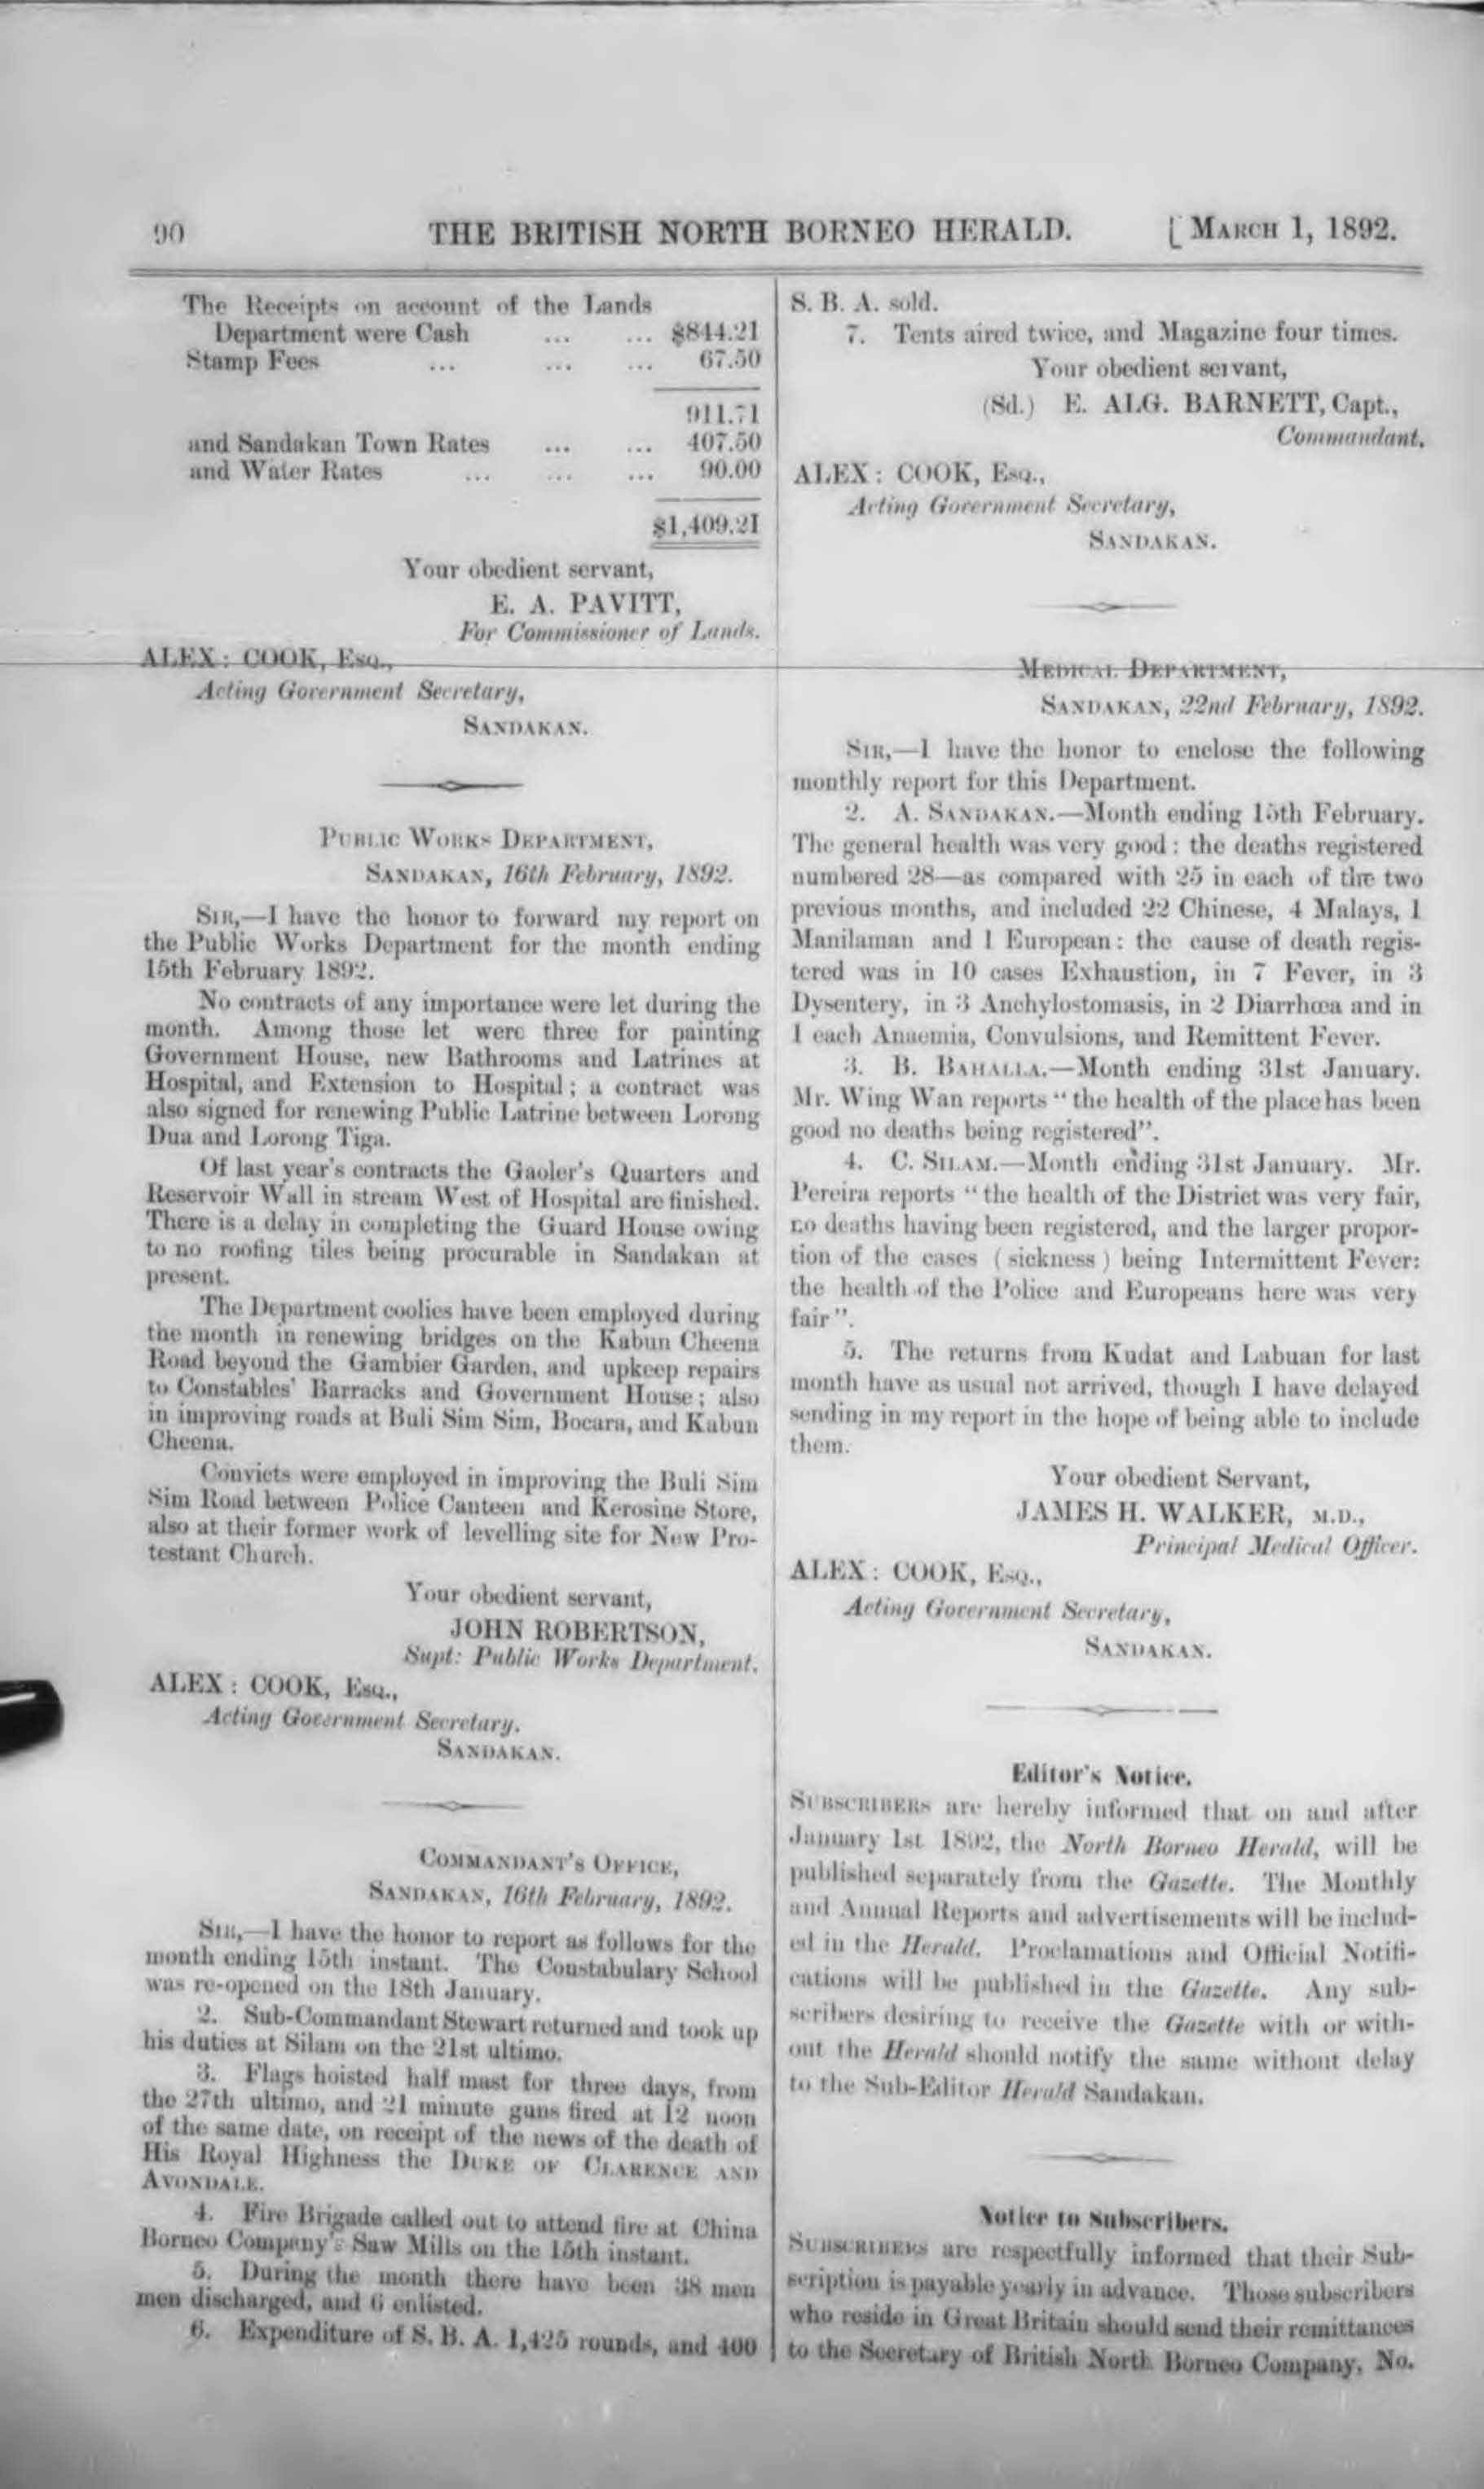 90 THE BRITISH NORTH BORNEO HERALD. [ MARCH 1, 1892.
The Receipts on account of the Lands
Department were Cash ... ... $844.21
Stamp Fees ... ... ... 67.50
911.71
and Sandakan Town Rates ... ... 407.50
and Water Rates ... ... ... 90.00
$1,409.21
Your obedient servant,
E. A. PAVITT,
For Commissioner of Lands.
ALEX: COOK, ESQ.,
Acting Government Secretary,
SANDAKAN.
PUBLIC WORKS DEPARTMENT,
SANDAKAN, 16th February, 1892.
SIR,—I have the honor to forward my report on
the Public Works Department for the month ending
15th February 1892.
No contracts of any importance were let during the
month. Among those let were three for painting
Government House, new Bathrooms and Latrines at
Hospital, and Extension to Hospital; a contract was
also signed for renewing Public Latrine between Lorong
Dua and Lorong Tiga.
Of last year's contracts the Gaoler's Quarters and
Reservoir Wall in stream West of Hospital are finished.
There is a delay in completing the Guard House owing
to no roofing tiles being procurable in Sandakan at
present.
The Department coolies have been employed during
the month in renewing bridges on the Kabun Cheena
Road beyond the Gambier Garden, and upkeep repairs
to Constables' Barracks and Government House; also
in improving roads at Buli Sim Sim, Bocara, and Kabun
Cheena.
Convicts were employed in improving the Buli Sim
Sim Road between Police Canteen and Kerosine Store,
also at their former work of levelling site for New Pro-
testant Church.
Your obedient servant,
JOHN ROBERTSON,
Supt: Public Works Department.
ALEX: COOK, ESQ.,
Acting Government Secretary.
SANDAKAN.
COMMANDANT'S OFFICE,
SANDAKAN, 16th February, 1892.
SIR,—I have the honor to report as follows for the
month ending 15th instant. The Constabulary School
was re-opened on the 18th January.
2. Sub-Commandant Stewart returned and took up
his duties at Silam on the 21st ultimo.
3. Flags hoisted half mast for three days, from
the 27th ultimo, and 21 minute guns fired at 12 noon
of the same date, on receipt of the news of the death of
His Royal Highness the DUKE OF CLARENCE AND
AVONDALE.
4. Fire Brigade called out to attend fire at China
Borneo Company's Saw Mills on the 15th instant.
5. During the month there have been 38 men
men discharged, and 6 enlisted.
6. Expenditure of S. B. A. 1,425 rounds, and 400
S. B. A. sold.
7. Tents aired twice, and Magazine four times.
Your obedient servant,
(Sd.) E. ALG. BARNETT, Capt.,
Commandant.
ALEX: COOK, ESQ.,
Acting Government Secretary,
SANDAKAN.
MEDICAL DEPARTMENT,
SANDAKAN, 22nd February, 1892.
SIR,—I have the honor to enclose the following
monthly report for this Department.
2. A. SANDAKAN.—Month ending 15th February.
The general health was very good: the deaths registered
numbered 28—as compared with 25 in each of the two
previous months, and included 22 Chinese, 4 Malays, 1
Manilaman and 1 European: the cause of death regis-
tered was in 10 cases Exhaustion, in 7 Fever, in 3
Dysentery, in 3 Anchylostomasis, in 2 Diarrhœa and in
1 each Anaemia, Convulsions, and Remittent Fever.
3. B. BAHALLA.—Month ending 31st January.
Mr. Wing Wan reports "the health of the place has been
good no deaths being registered".
4. C. SILAM.—Month ending 31st January. Mr.
Pereira reports "the health of the District was very fair,
no deaths having been registered, and the larger propor-
tion of the cases (sickness) being Intermittent Fever:
the health of the Police and Europeans here was very
fair".
5. The returns from Kudat and Labuan for last
month have as usual not arrived, though I have delayed
sending in my report in the hope of being able to include
them.
Your obedient Servant,
JAMES H. WALKER, M.D.,
Principal Medical Officer.
ALEX: COOK, ESQ.,
Acting Government Secretary,
SANDAKAN.
Editor's Notice.
SUBSCRIBERS are hereby informed that on and after
January 1st 1892, the North Borneo Herald, will be
published separately from the Gazette. The Monthly
and Annual Reports and advertisements will be includ-
ed in the Herald. Proclamations and Official Notifi-
cations will be published in the Gazette. Any sub-
scribers desiring to receive the Gazette with or with-
out the Herald should notify the same without delay
to the Sub-Editor Herald Sandakan.
Notice to Subscribers.
SUBSCRIBERS are respectfully informed that their Sub-
scription is payable yearly in advance. Those subscribers
who reside in Great Britain should send their remittances
to the Secretary of British North Borneo Company, No.